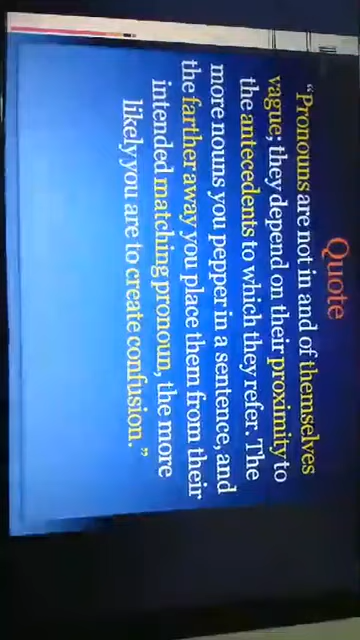 Quote
“Pronouns are not in and of themselves
vague; they depend on their proximity to
the antecedents to which they refer. The
more nouns you pepper in a sentence, and
the farther away you place them from their
intended matching pronoun, the more
likely you are to create confusion.”